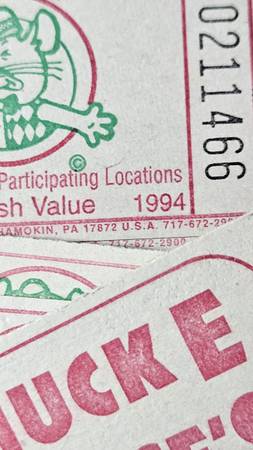 0211466
©
Participating Locations
sh Value 1994
HAMOKIN, PA 17872 U.S.A. 717-672-29
717-672-2900
UCK E
E'S